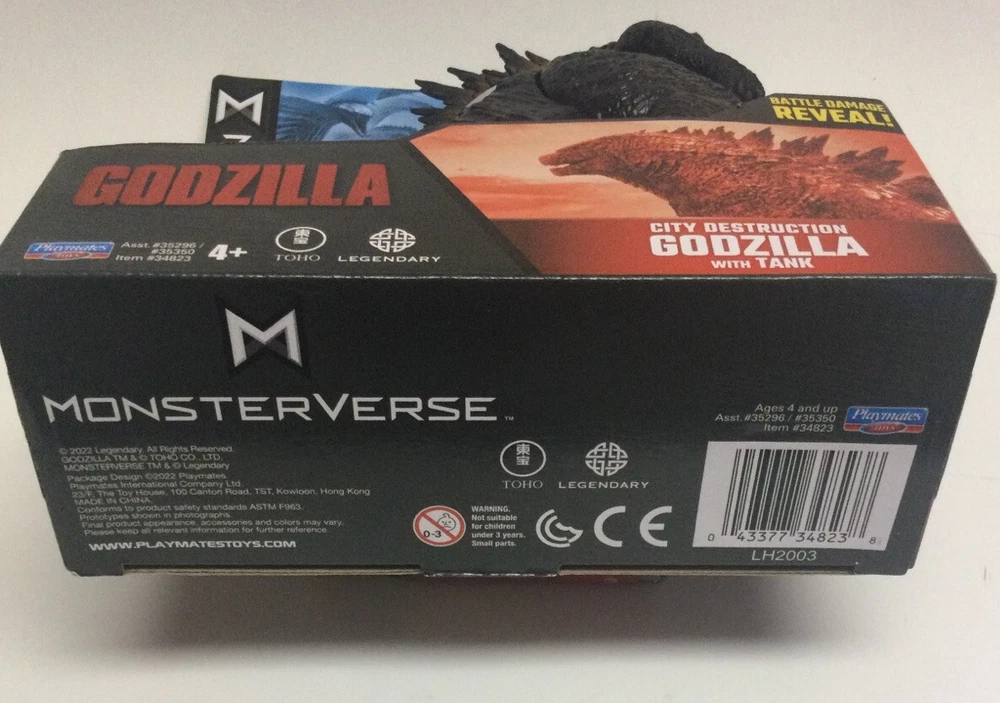 M
BATTLE DAMAGE
REVEAL!
GODZILLA
CITY DESTRUCTION
GODZILLA
WITH TANK
Playmates
TOYS
Asst. #35296 /
#35350
Item #34823
4+
東宝
TOHO
LEGENDARY
M
MONSTERVERSE™
© 2022 Legendary. All Rights Reserved.
GODZILLA TM & © TOHO CO., LTD.
MONSTERVERSE TM & © Legendary
Package Design ©2022 Playmates
Playmates International Company Ltd.
23/F, The Toy House, 100 Canton Road, TST, Kowloon, Hong Kong
MADE IN CHINA.
Conforms to product safety standards ASTM F963.
Prototypes shown in photographs.
Final product appearance, accessories and colors may vary.
Please keep all relevant information for further reference.
WWW.PLAYMATESTOYS.COM
東宝
TOHO
LEGENDARY
0-3
WARNING.
Not suitable
for children
under 3 years.
Small parts.
CE
Ages 4 and up
Asst. #35296 / #35350
Item #34823
Playmates
TOYS
0 43377 34823 8
LH2003